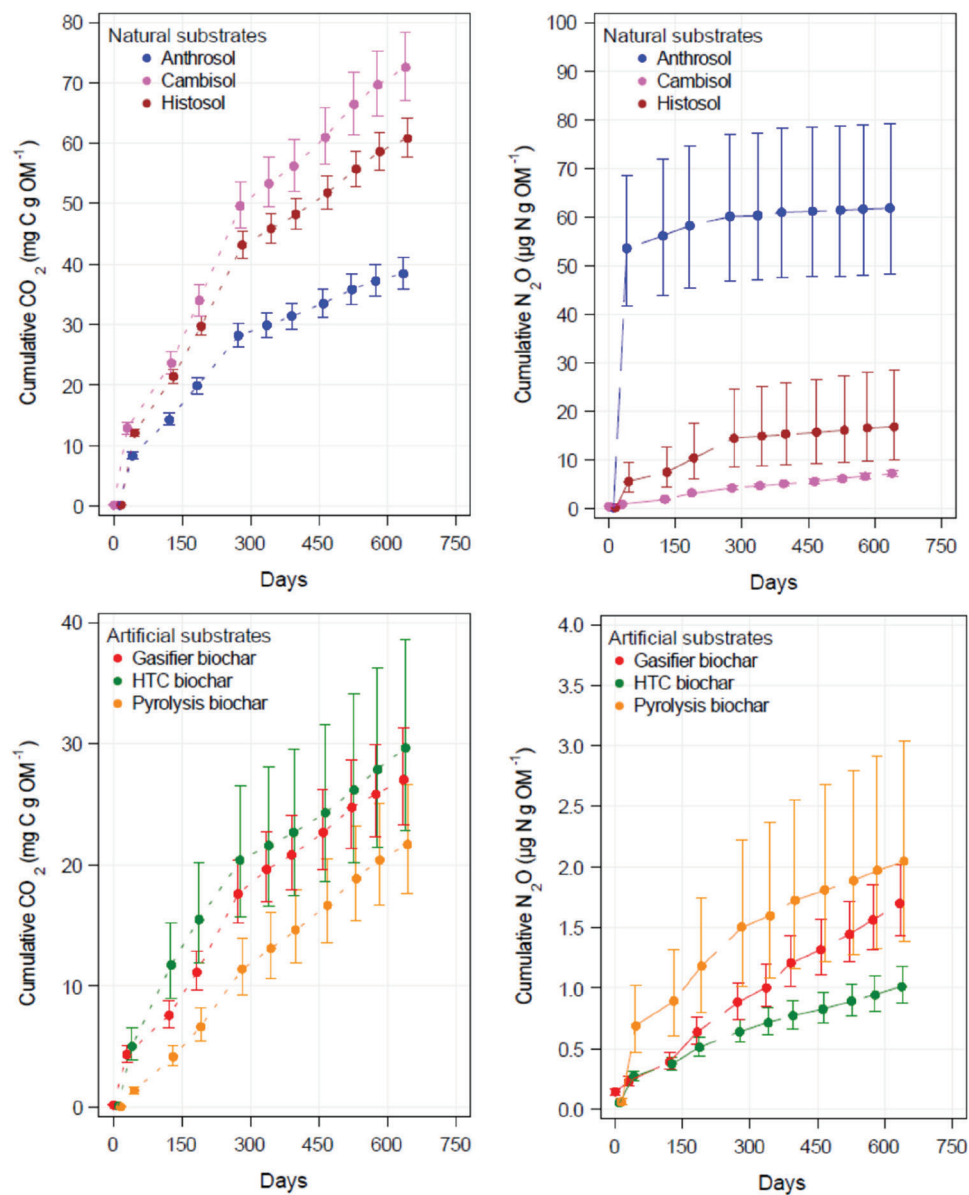 Natural substrates
Anthrosol
Cambisol
Histosol
80
70
60
50
40
30
20
10
0
Cumulative CO2 (mg C g OM-1)
0 150 300 450 600 750
Days
Natural substrates
Anthrosol
Cambisol
Histosol
100
90
80
70
60
50
40
30
20
10
0
Cumulative N2O (µg N g OM-1)
0 150 300 450 600 750
Days
Artificial substrates
Gasifier biochar
HTC biochar
Pyrolysis biochar
40
30
20
10
0
Cumulative CO2 (mg C g OM-1)
0 150 300 450 600 750
Days
Artificial substrates
Gasifier biochar
HTC biochar
Pyrolysis biochar
4.0
3.5
3.0
2.5
2.0
1.5
1.0
0.5
0.0
Cumulative N2O (µg N g OM-1)
0 150 300 450 600 750
Days